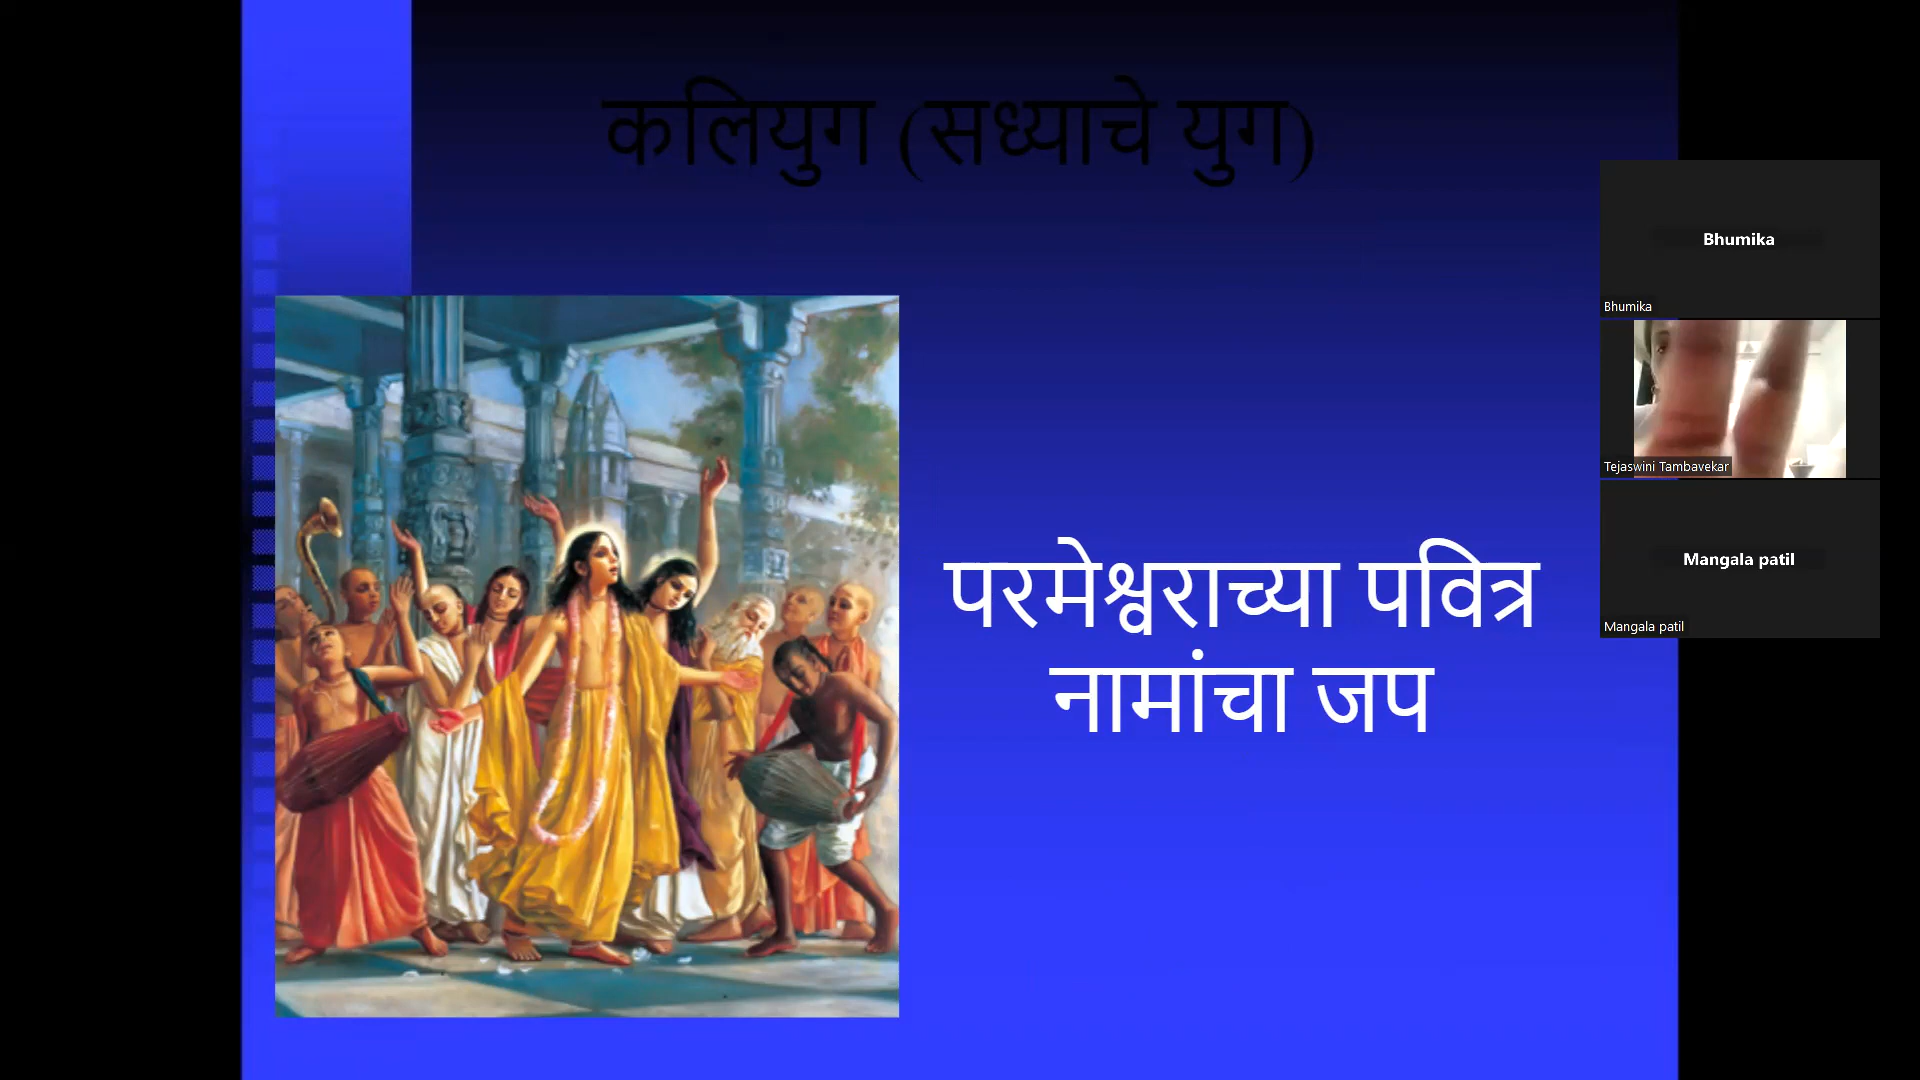 कलियुग (सध्याचे युग)
परमेश्वराच्या पवित्र
नामांचा जप
Bhumika
Bhumika
Tejaswini Tambavekar
Mangala patil
Mangala patil